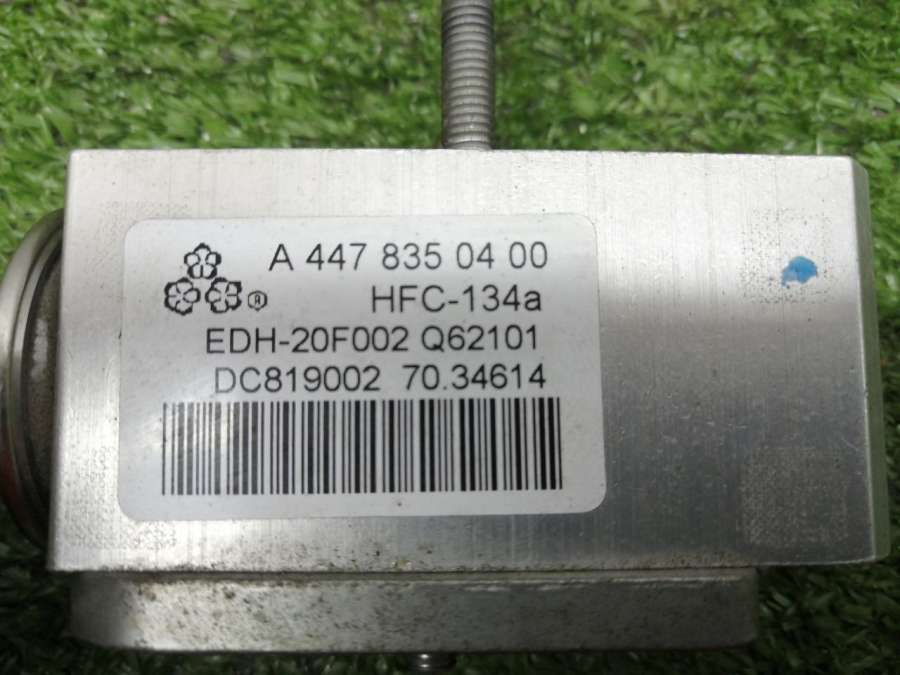 A 447 835 04 00
HFC-134a
EDH-20F002 Q62101
DC819002 70.34614